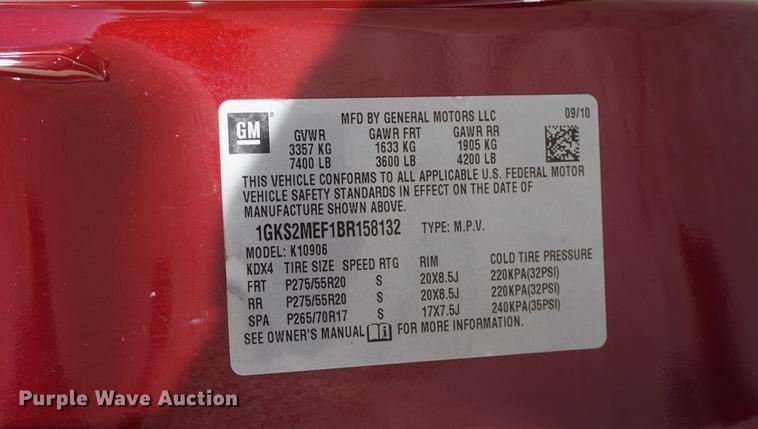 GM
MFD BY GENERAL MOTORS LLC 09/10
GVWR GAWR FRT GAWR RR
3357 KG 1633 KG 1905 KG
7400 LB 3600 LB 4200 LB
THIS VEHICLE CONFORMS TO ALL APPLICABLE U.S. FEDERAL MOTOR
VEHICLE SAFETY STANDARDS IN EFFECT ON THE DATE OF
MANUFACTURE SHOWN ABOVE.
1GKS2MEF1BR158132 TYPE: M.P.V.
MODEL: K10906
KDX4 TIRE SIZE SPEED RTG RIM COLD TIRE PRESSURE
FRT P275/55R20 S 20X8.5J 220KPA(32PSI)
RR P275/55R20 S 20X8.5J 220KPA(32PSI)
SPA P265/70R17 S 17X7.5J 240KPA(35PSI)
SEE OWNER'S MANUAL i FOR MORE INFORMATION.
Purple Wave Auction